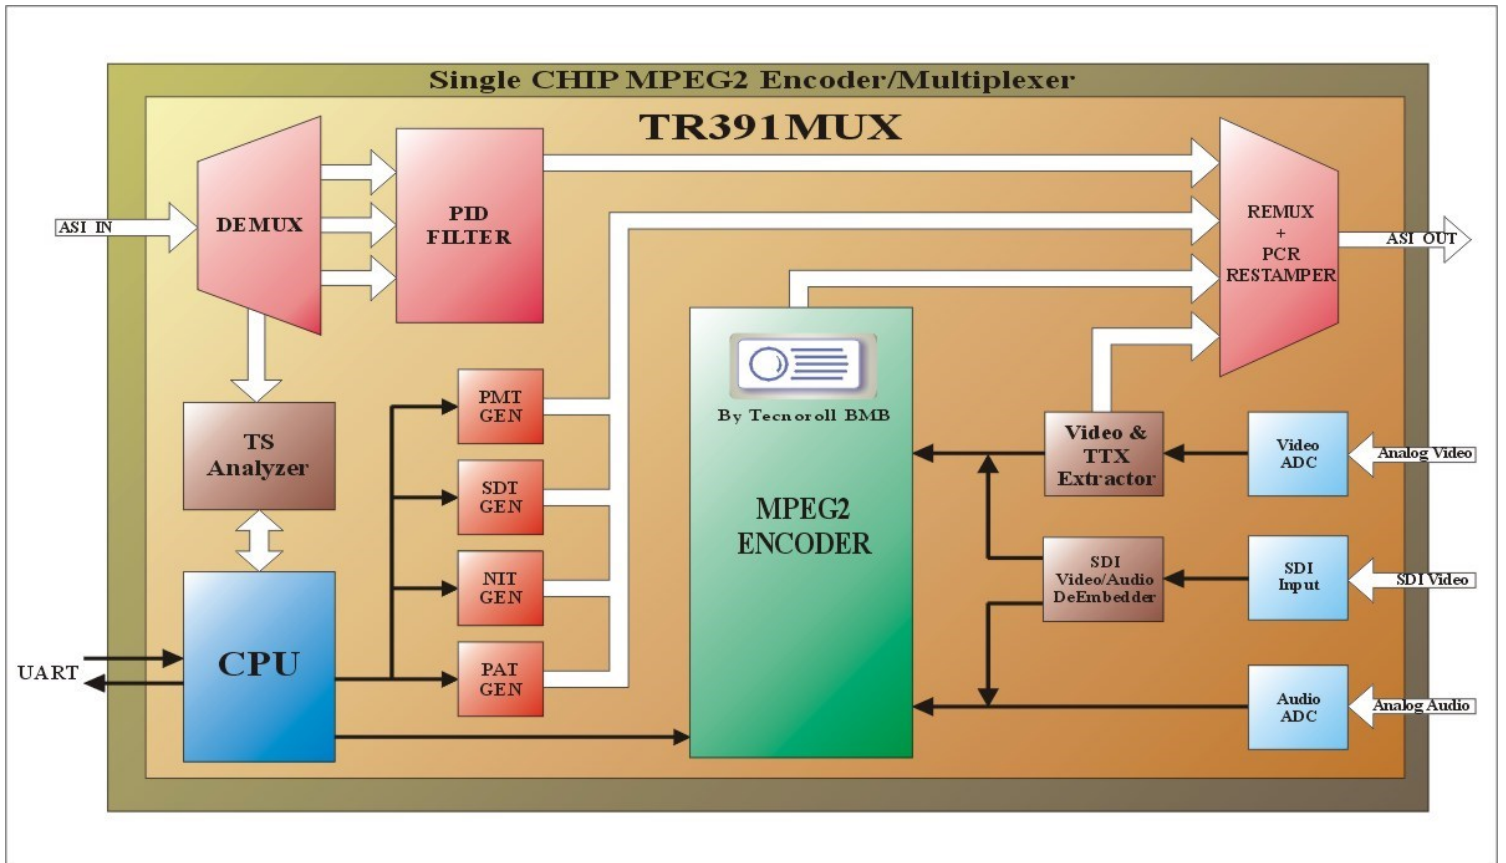 Single CHIP MPEG2 Encoder/Multiplexer
TR391MUX
ASI IN
DEMUX
PID
FILTER
REMUX
+
PCR
RESTAMPER
ASI OUT
TS
Analyzer
PMT
GEN
SDT
GEN
NIT
GEN
PAT
GEN
CPU
UART
By Tecnoroll BMB
MPEG2
ENCODER
Video &
TTX
Extractor
Video
ADC
Analog Video
SDI
Video/Audio
DeEmbedder
SDI
Input
SDI Video
Audio
ADC
Analog Audio